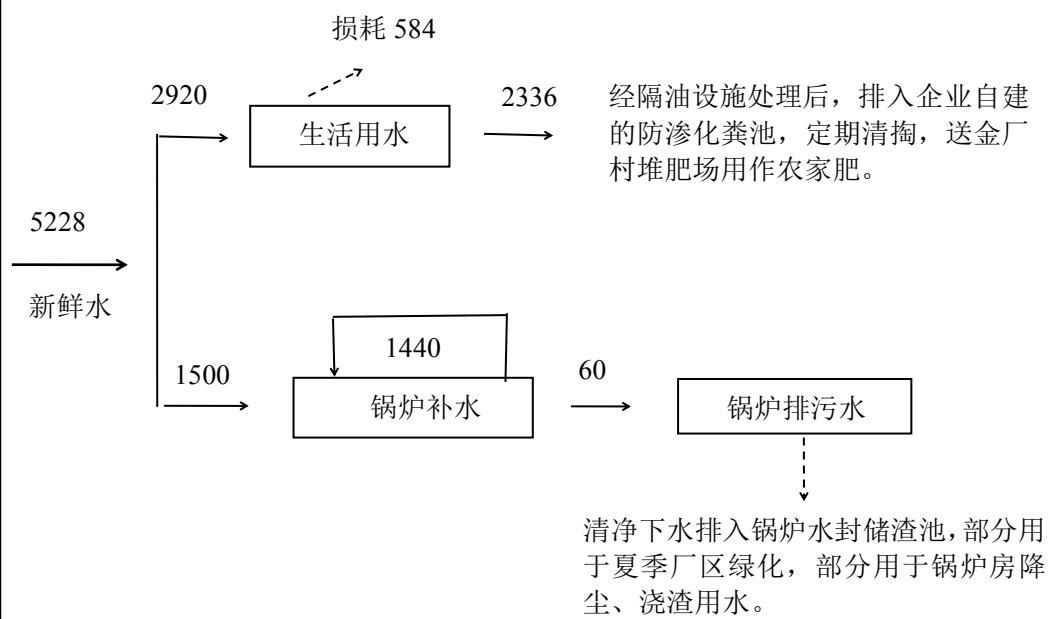 损耗 584
2920
生活用水
2336
经隔油设施处理后，排入企业自建
的防渗化粪池，定期清掏，送金厂
村堆肥场用作农家肥。
5228
新鲜水
1500
1440
锅炉补水
60
锅炉排污水
清净下水排入锅炉水封储渣池，部分用
于夏季厂区绿化，部分用于锅炉房降
尘、浇渣用水。